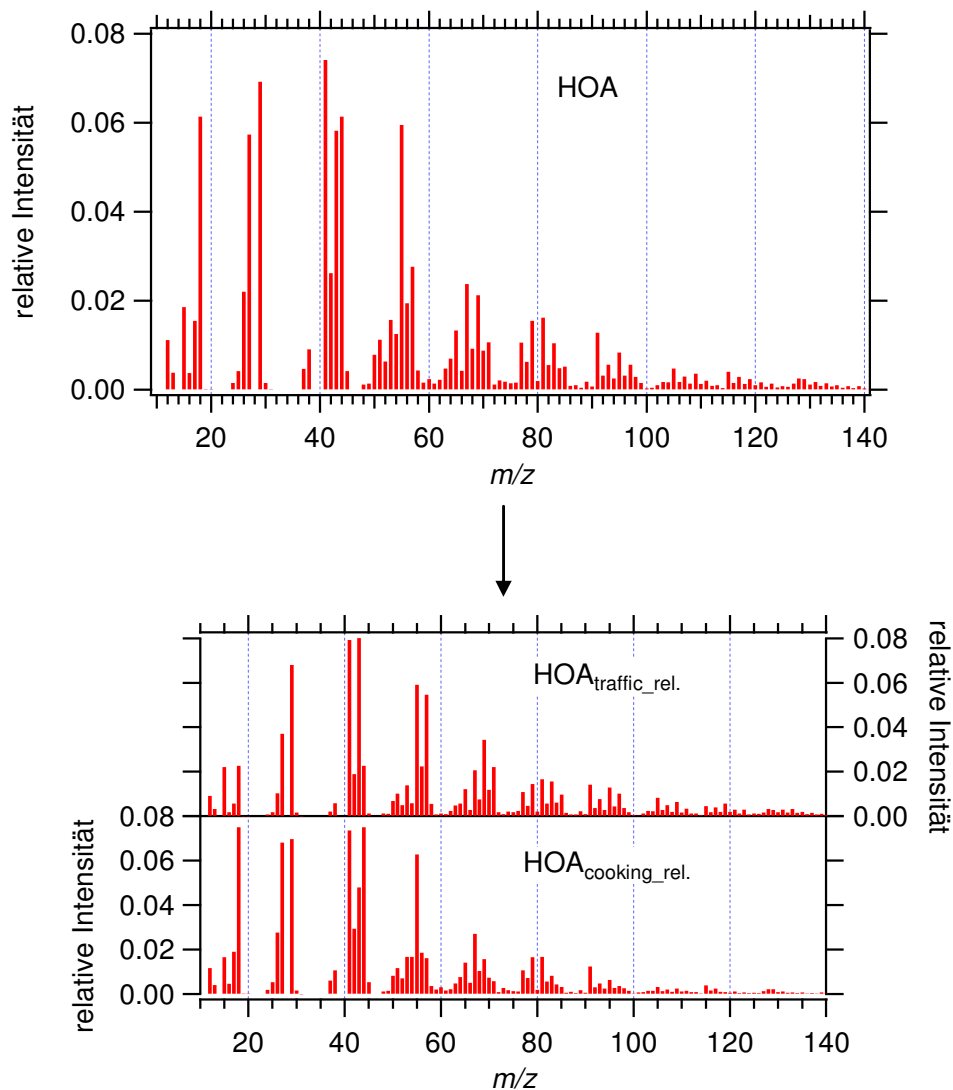 0.08
HOA
0.06
0.04
0.02
0.00
relative Intensität
20 40 60 80 100 120 140
m/z
0.08
HOAtraffic_rel.
0.06
0.04
0.02
0.08 0.00
relative Intensität
HOAcooking_rel.
0.06
0.04
0.02
0.00
relative Intensität
20 40 60 80 100 120 140
m/z